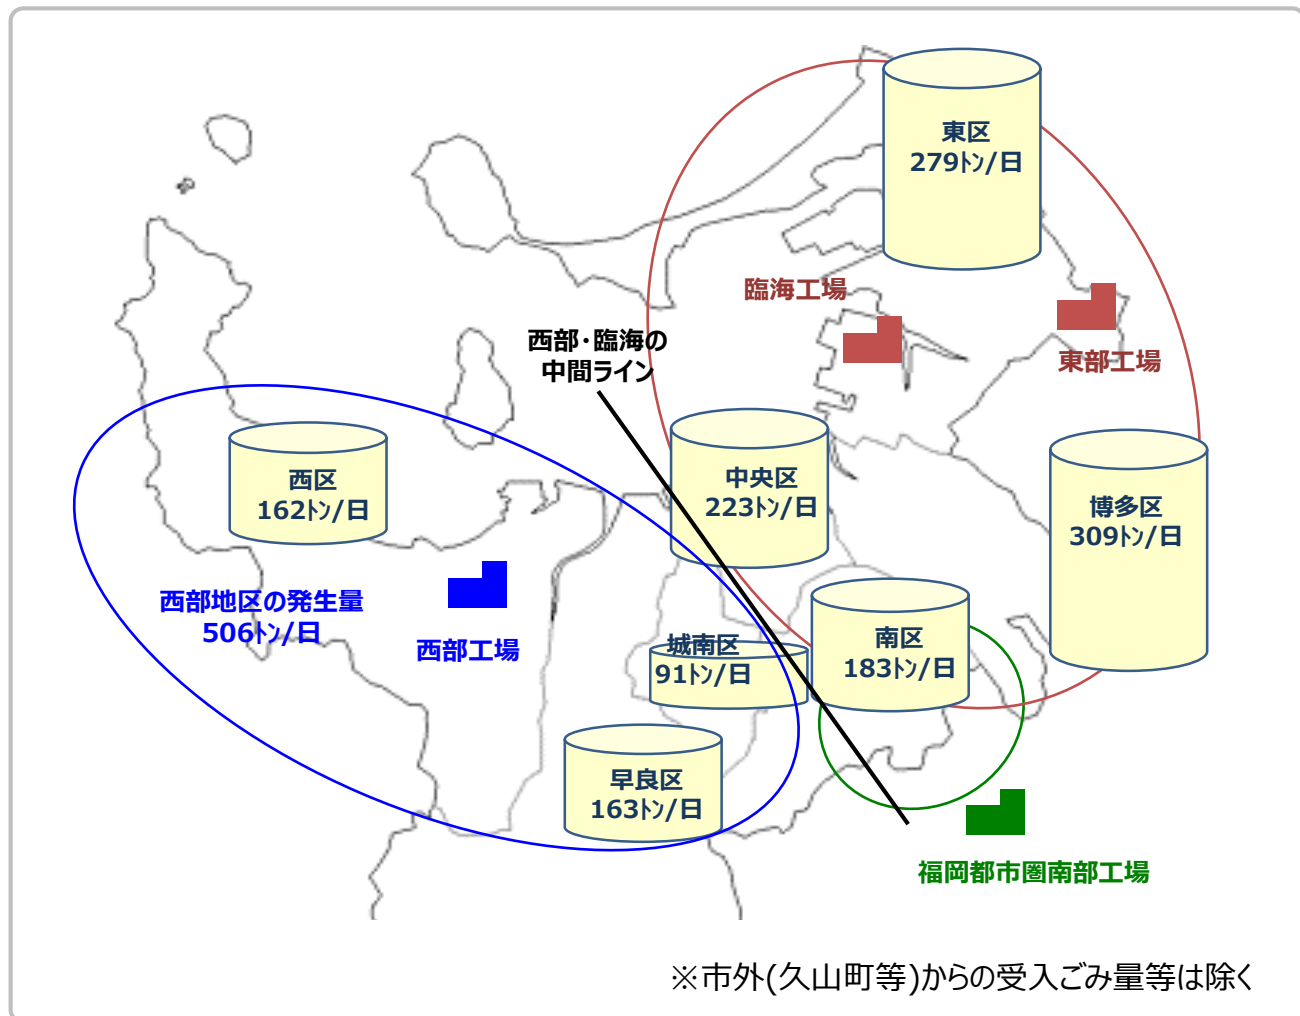 東区
279㌧/日
臨海工場
東部工場
西部・臨海の
中間ライン
西区
162㌧/日
中央区
223㌧/日
博多区
309㌧/日
西部地区の発生量
506㌧/日
西部工場
城南区
91㌧/日
南区
183㌧/日
早良区
163㌧/日
福岡都市圏南部工場
※市外(久山町等)からの受入ごみ量等は除く